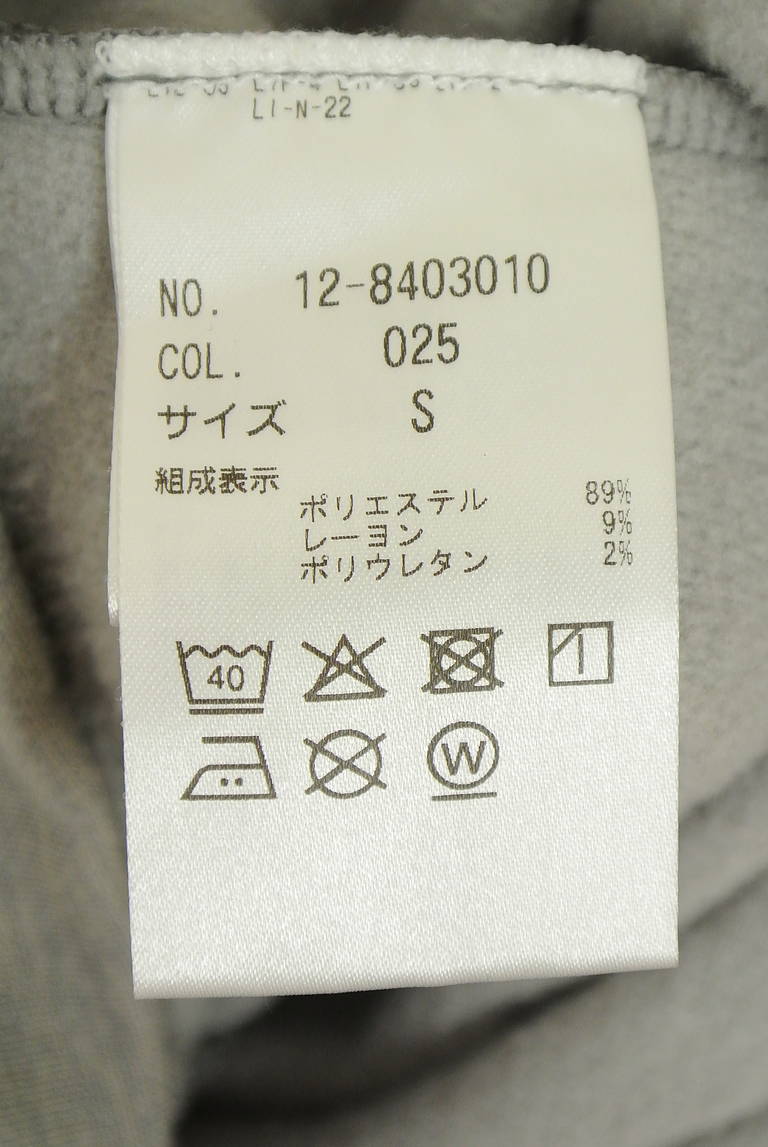 LI-N-22
NO. 12-8403010
COL. 025
サイズ S
組成表示
ポリエステル 89%
レーヨン 9%
ポリウレタン 2%
40
W